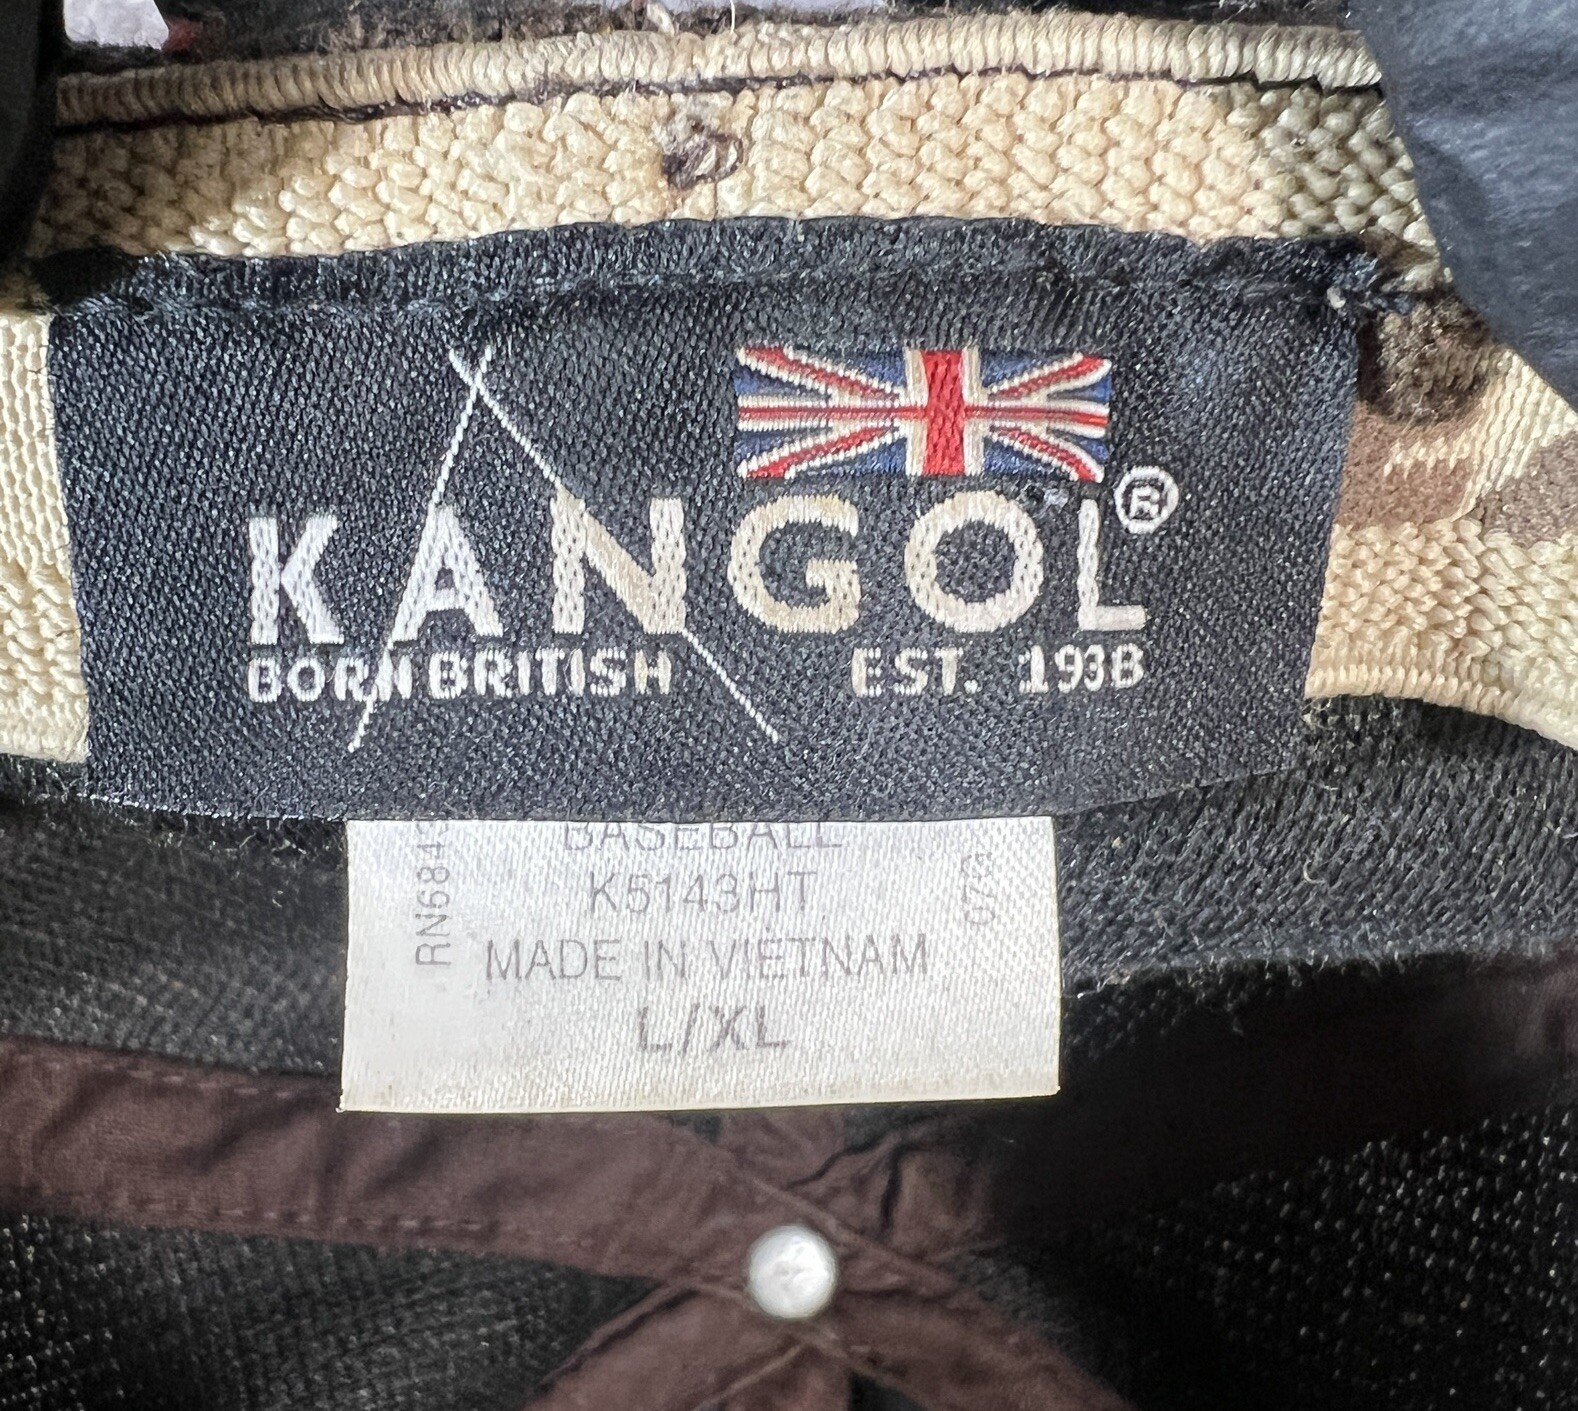 KANGOL®
BORN BRITISH EST. 1938
BASEBALL
K5143HT
MADE IN VIETNAM
L/XL